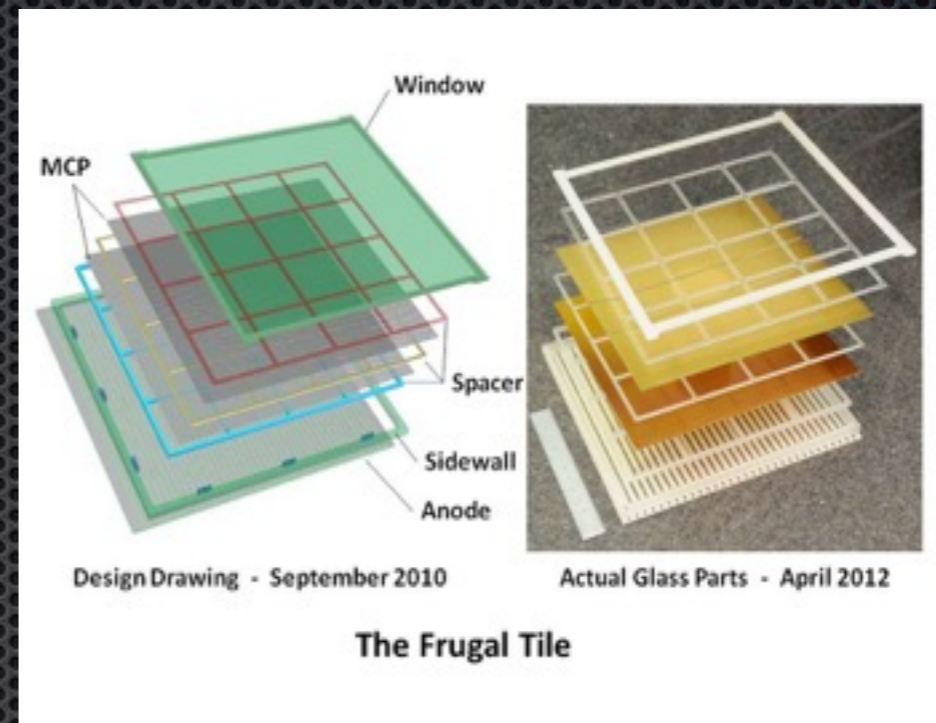 Window
MCP
Spacer
Sidewall
Anode
Design Drawing - September 2010
Actual Glass Parts - April 2012
The Frugal Tile